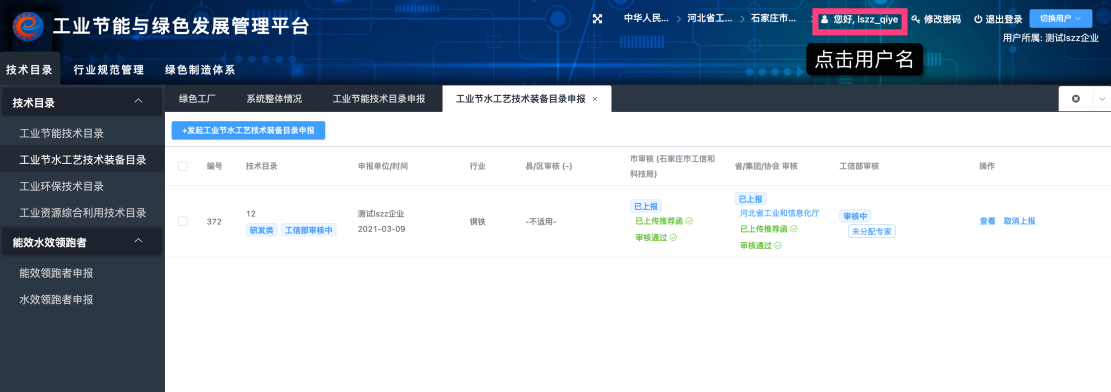 工业节能与绿色发展管理平台
中华人民... > 河北省工... > 石家庄市... > 您好, lszz_qiye 修改密码 退出登录 切换用户
用户所属: 测试lszz企业
点击用户名
技术目录 行业规范管理 绿色制造体系
技术目录
工业节能技术目录
工业节水工艺技术装备目录
工业环保技术目录
工业资源综合利用技术目录
能效水效领跑者
能效领跑者申报
水效领跑者申报
绿色工厂 系统整体情况 工业节能技术目录申报 工业节水工艺技术装备目录申报 ×
+发起工业节水工艺技术装备目录申报
编号 技术目录 申报单位/时间 行业 县/区审核 (-) 市审核 (石家庄市工信和 省/集团/协会 审核 工信部审核 操作
科技局)
372 12 测试lszz企业 钢铁 -不适用- 已上报 已上报 审核中 查看 取消上报
研发类 工信部审核中 2021-03-09 已上传推荐函 河北省工业和信息化厅 未分配专家
审核通过 已上传推荐函
审核通过